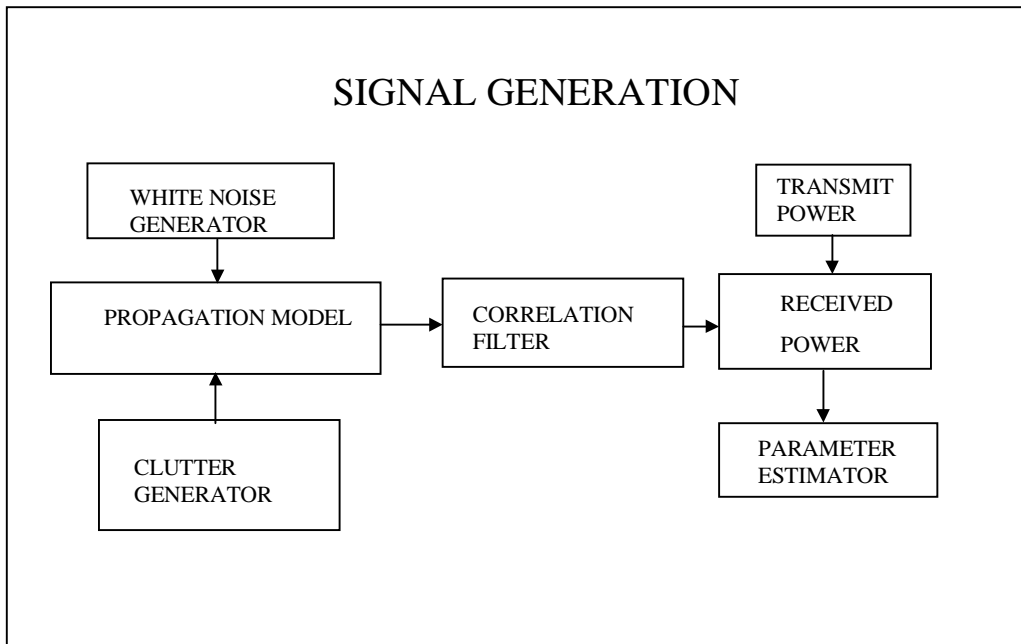 SIGNAL GENERATION
WHITE NOISE
GENERATOR
TRANSMIT
POWER
PROPAGATION MODEL
CORRELATION
FILTER
RECEIVED
POWER
CLUTTER
GENERATOR
PARAMETER
ESTIMATOR